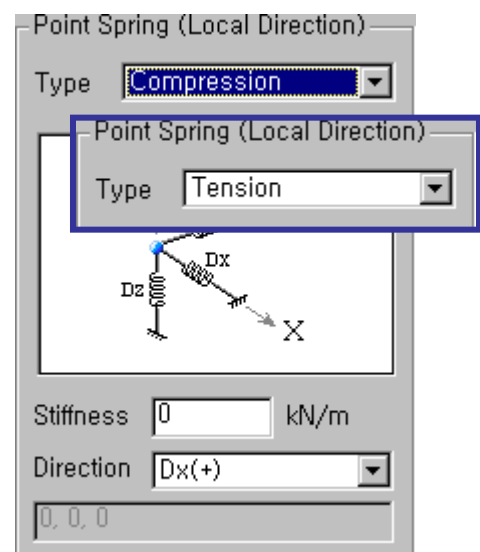 Point Spring (Local Direction)
Type Compression
Point Spring (Local Direction)
Type Tension
Dx
Dz
X
Stiffness 0 kN/m
Direction Dx(+)
0, 0, 0